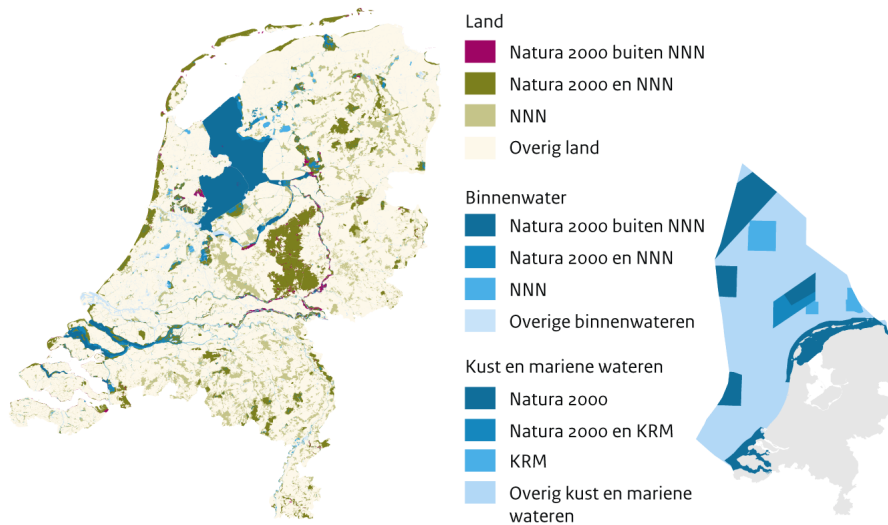 Land
Natura 2000 buiten NNN
Natura 2000 en NNN
NNN
Overig land
Binnenwater
Natura 2000 buiten NNN
Natura 2000 en NNN
NNN
Overige binnenwateren
Kust en mariene wateren
Natura 2000
Natura 2000 en KRM
KRM
Overig kust en mariene
wateren